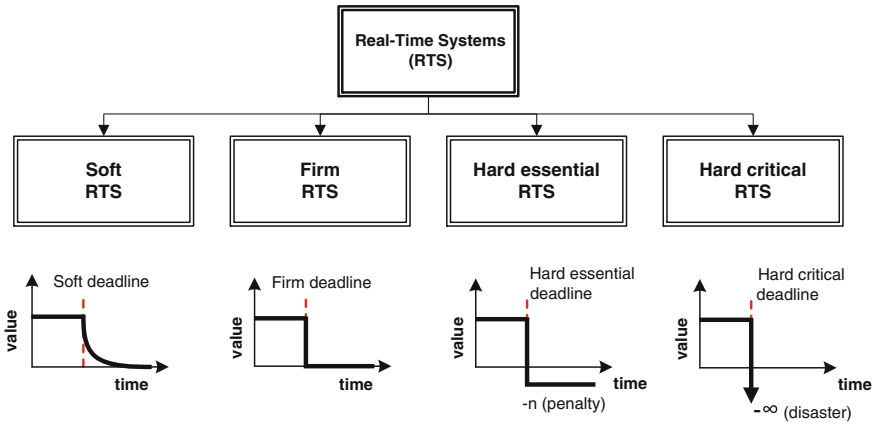 Real-Time Systems
(RTS)
Soft
RTS
Firm
RTS
Hard essential
RTS
Hard critical
RTS
Soft deadline
value
time
Firm deadline
value
time
Hard essential
deadline
value
time
-n (penalty)
Hard critical
deadline
value
time
-∞ (disaster)